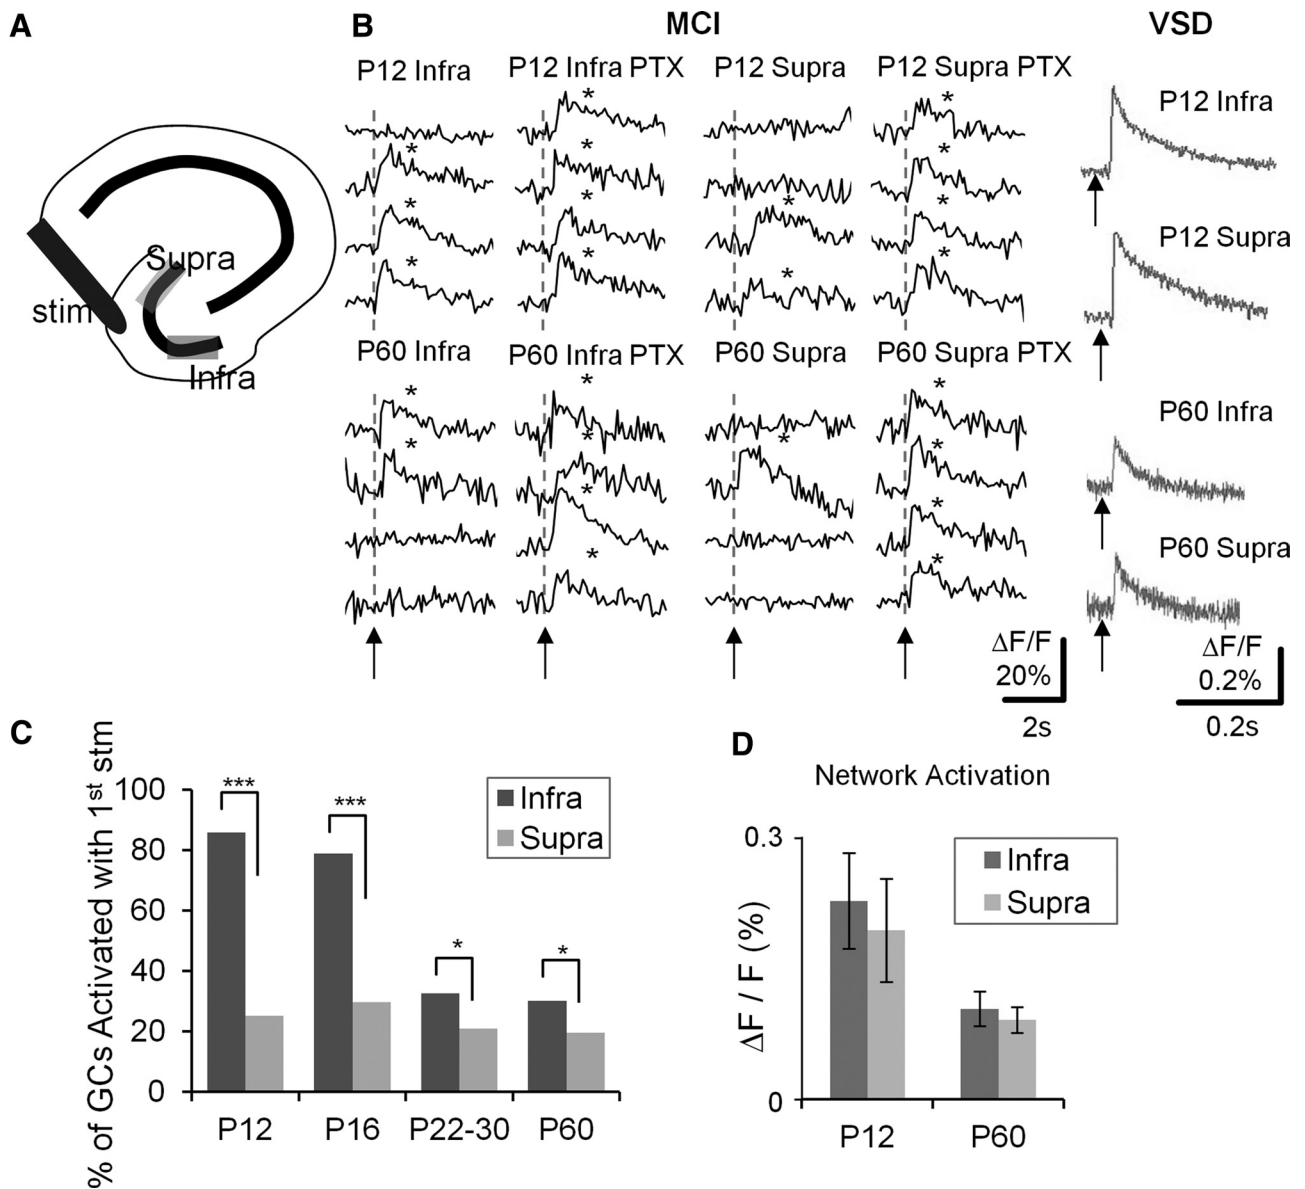 A
B
MCI
VSD
P12 Infra
P12 Infra PTX
P12 Supra
P12 Supra PTX
P12 Infra
* * *
* * *
* * * *
* * * *
P12 Supra
Supra
stim
Infra
P60 Infra
P60 Infra PTX
P60 Supra
P60 Supra PTX
P60 Infra
* * *
* * * *
* *
* *
P60 Supra
ΔF/F
20%
2s
ΔF/F
0.2%
0.2s
C
% of GCs Activated with 1st stm
100
80
60
40
20
0
***
***
*
*
Infra
Supra
P12
P16
P22-30
P60
D
Network Activation
ΔF / F (%)
0.3
0
Infra
Supra
P12
P60